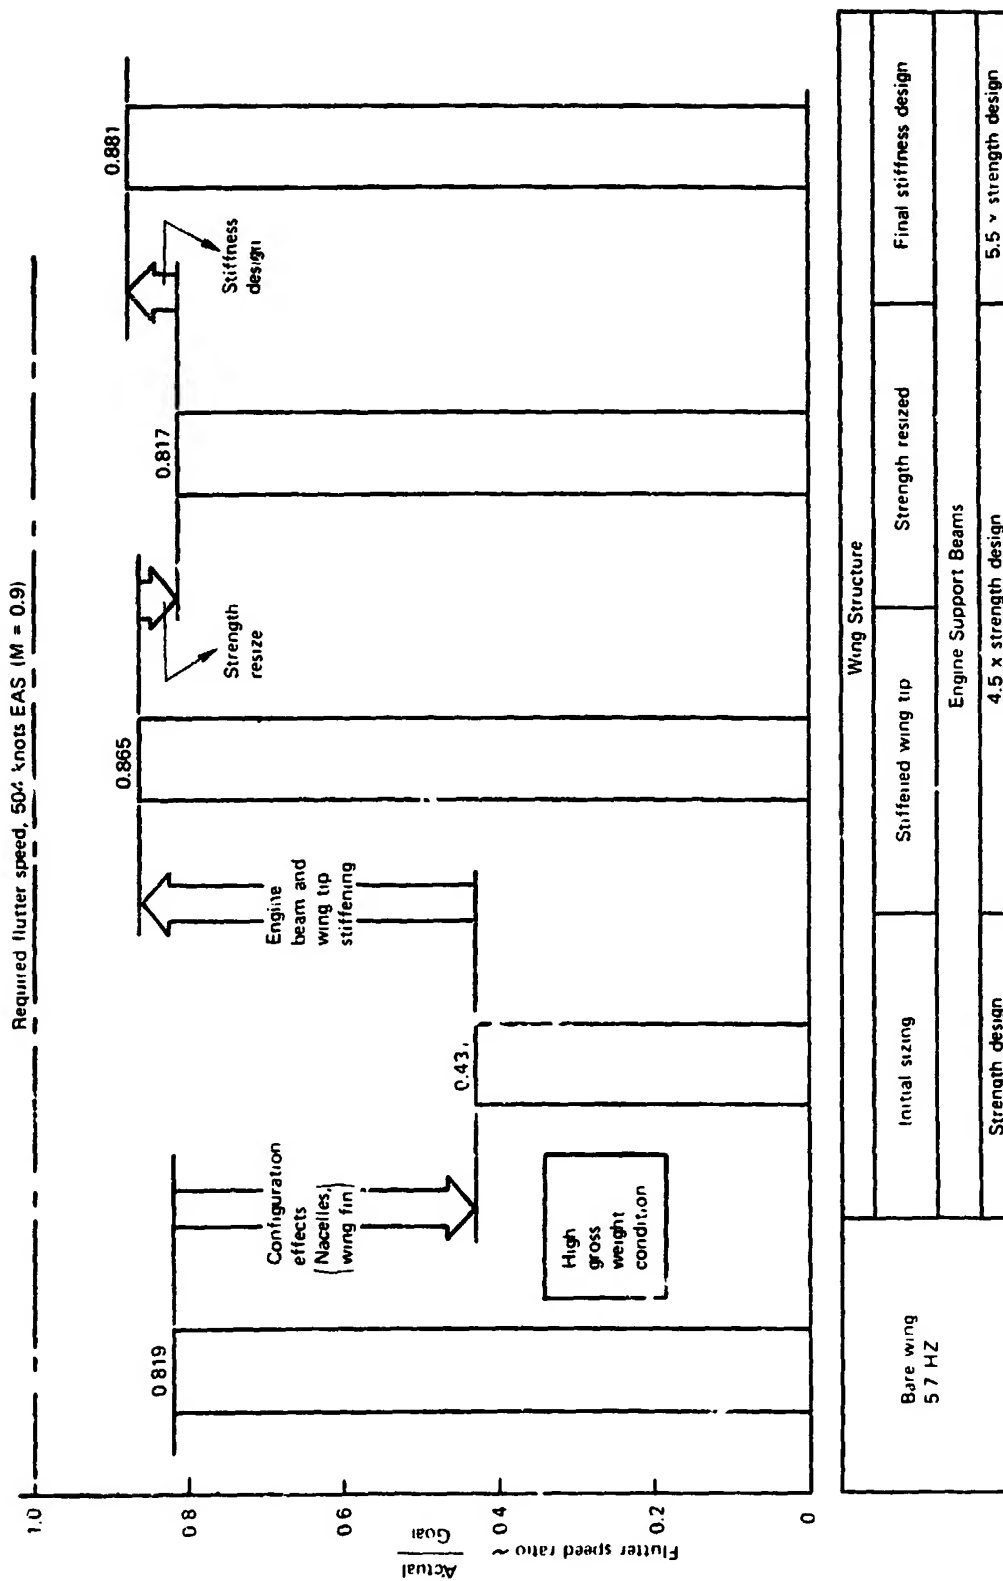 Required flutter speed, 504 knots EAS (M = 0.9)
1.0
0.8
0.6
0.4
0.2
0
Flutter speed ratio ~ Actual
Goal
0.819
Configuration
effects
(Nacelles,
wing fin)
0.43
High
gross
weight
condition
Engine
beam and
wing tip
stiffening
0.865
Strength
resize
0.817
Stiffness
design
0.881
Bare wing
5.7 HZ
Wing Structure
Initial sizing
Stiffened wing tip
Strength resized
Final stiffness design
Engine Support Beams
Strength design
4.5 x strength design
5.5 x strength design